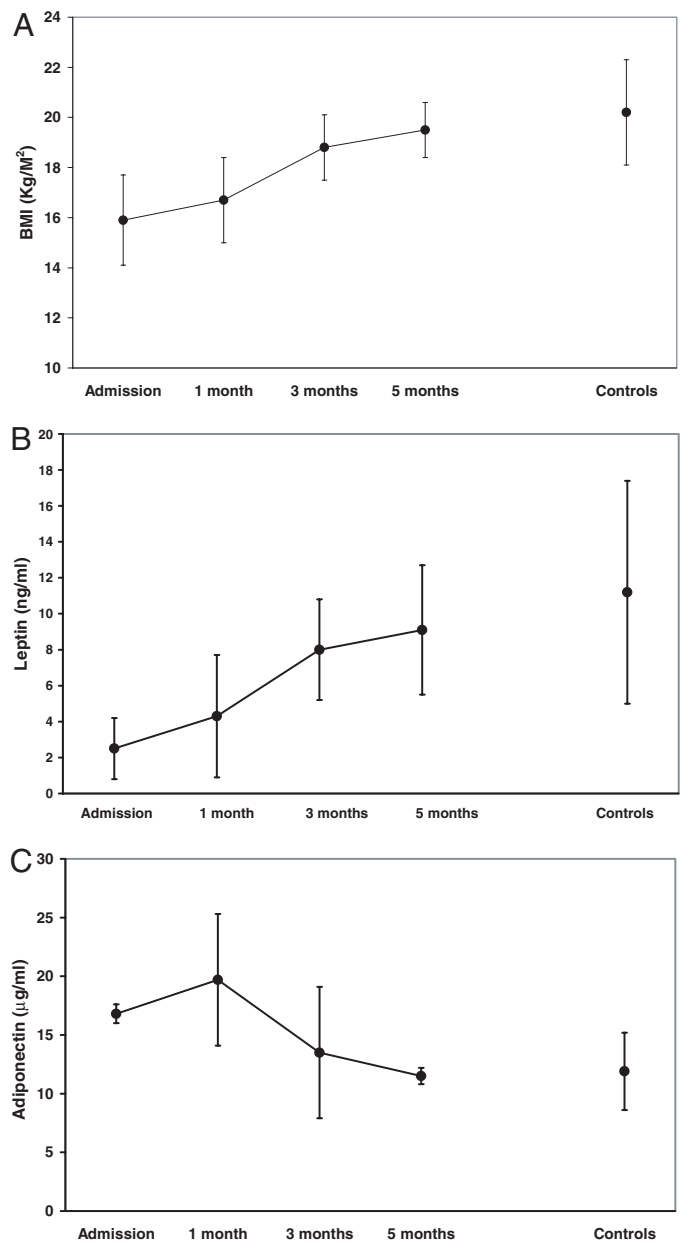 A
BMI (Kg/M²)
24
22
20
18
16
14
12
10
Admission 1 month 3 months 5 months Controls
B
Leptin (ng/ml)
20
18
16
14
12
10
8
6
4
2
0
Admission 1 month 3 months 5 months Controls
C
Adiponectin (μg/ml)
30
25
20
15
10
5
0
Admission 1 month 3 months 5 months Controls